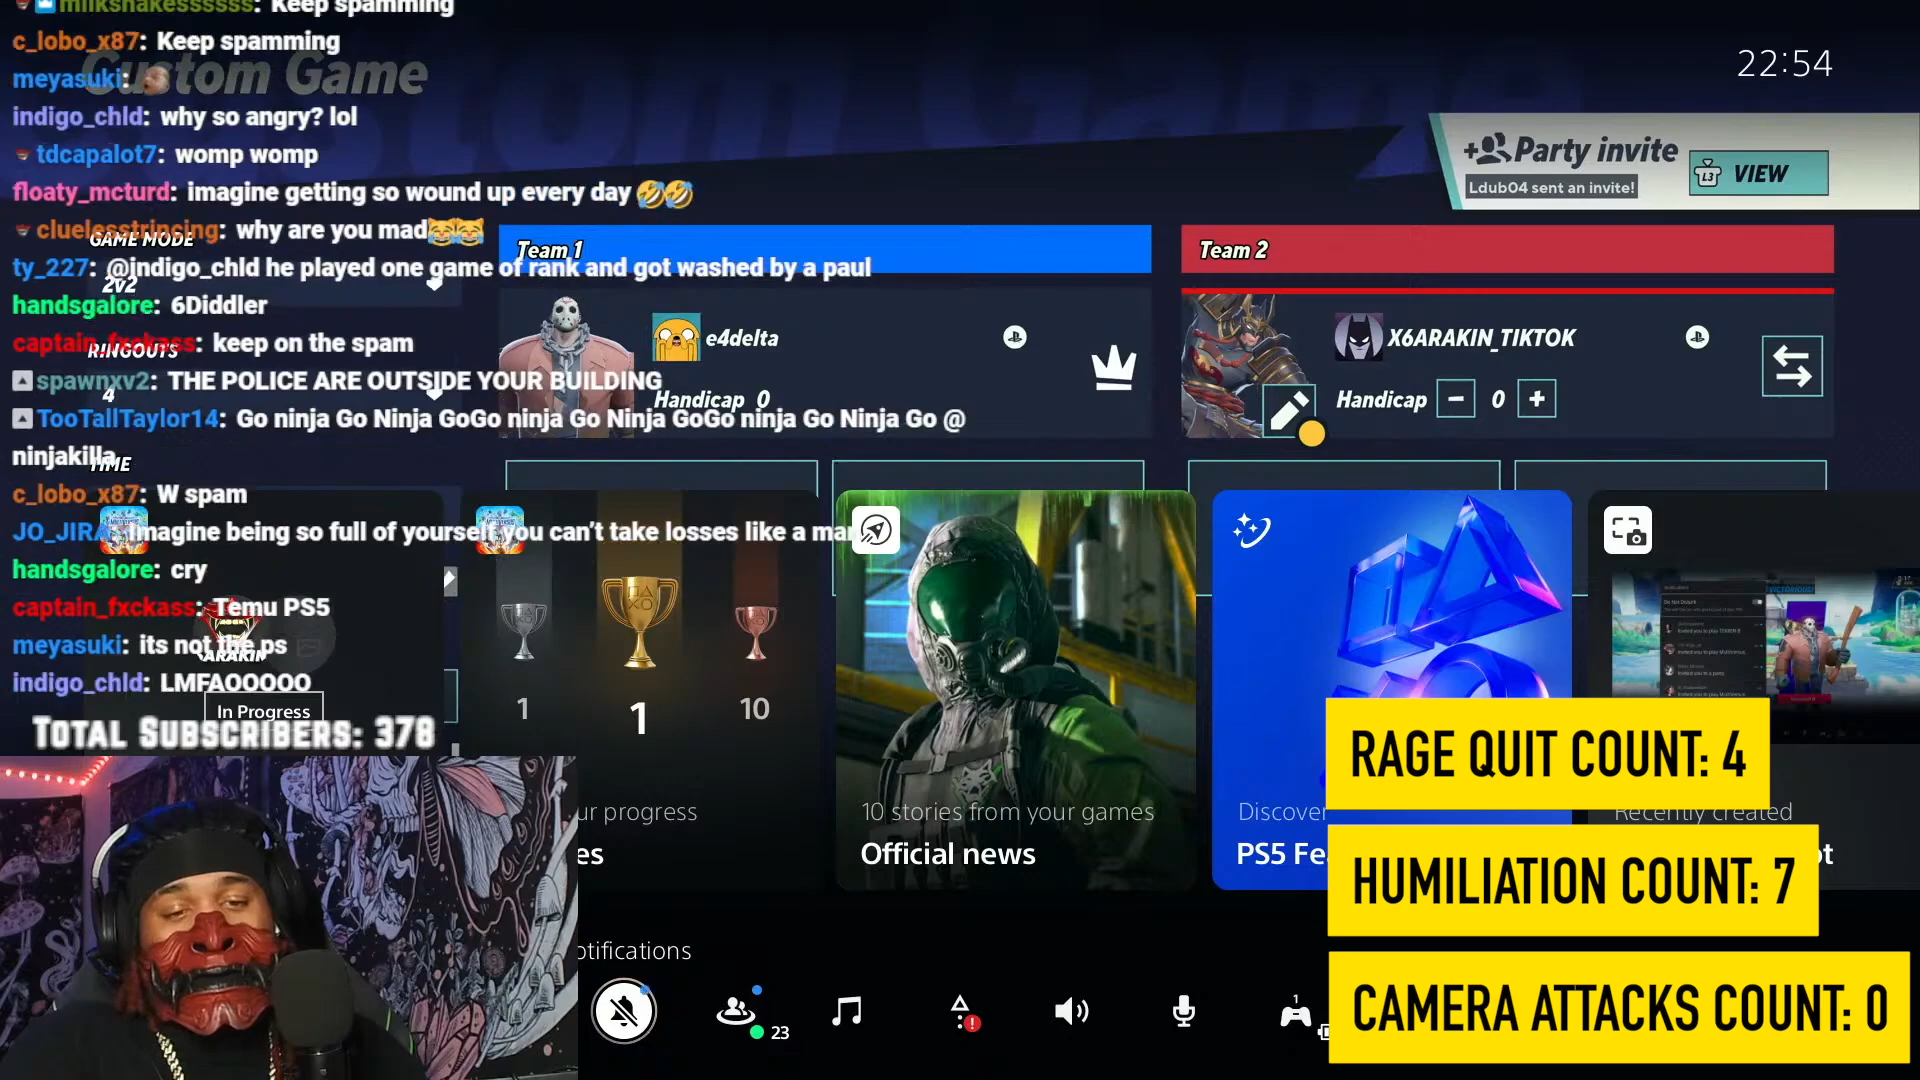 milkshakessssss: Keep spamming
c_lobo_x87: Keep spamming
Custom Game
22:54
meyasuki:
indigo_chld: why so angry? lol
tdcapalot7: womp womp
Party invite
Ldub04 sent an invite!
L3 VIEW
floaty_mcturd: imagine getting so wound up every day 🤣🤣
cluelesstrincing: why are you mad😹😹
GAME MODE
2v2
Team 1
Team 2
ty_227: @indigo_chld he played one game of rank and got washed by a paul
handsgalore: 6Diddler
captain_fxckass: keep on the spam
RINGOUTS
4
e4delta
Handicap 0
X6ARAKIN_TIKTOK
Handicap - 0 +
spawnxv2: THE POLICE ARE OUTSIDE YOUR BUILDING
TooTallTaylor14: Go ninja Go Ninja GoGo ninja Go Ninja GoGo ninja Go Ninja Go @
ninjakilla
TIME
c_lobo_x87: W spam
JO_JIRA: Imagine being so full of yourself you can't take losses like a man
handsgalore: cry
captain_fxckass: Temu PS5
meyasuki: its not the ps
ARAKIN
indigo_chld: LMFAOOOOO
In Progress
1
1
10
TOTAL SUBSCRIBERS: 378
ur progress
es
10 stories from your games
Official news
Discover
PS5 Fe
Recently created
ot
RAGE QUIT COUNT: 4
HUMILIATION COUNT: 7
CAMERA ATTACKS COUNT: 0
otifications
23
1